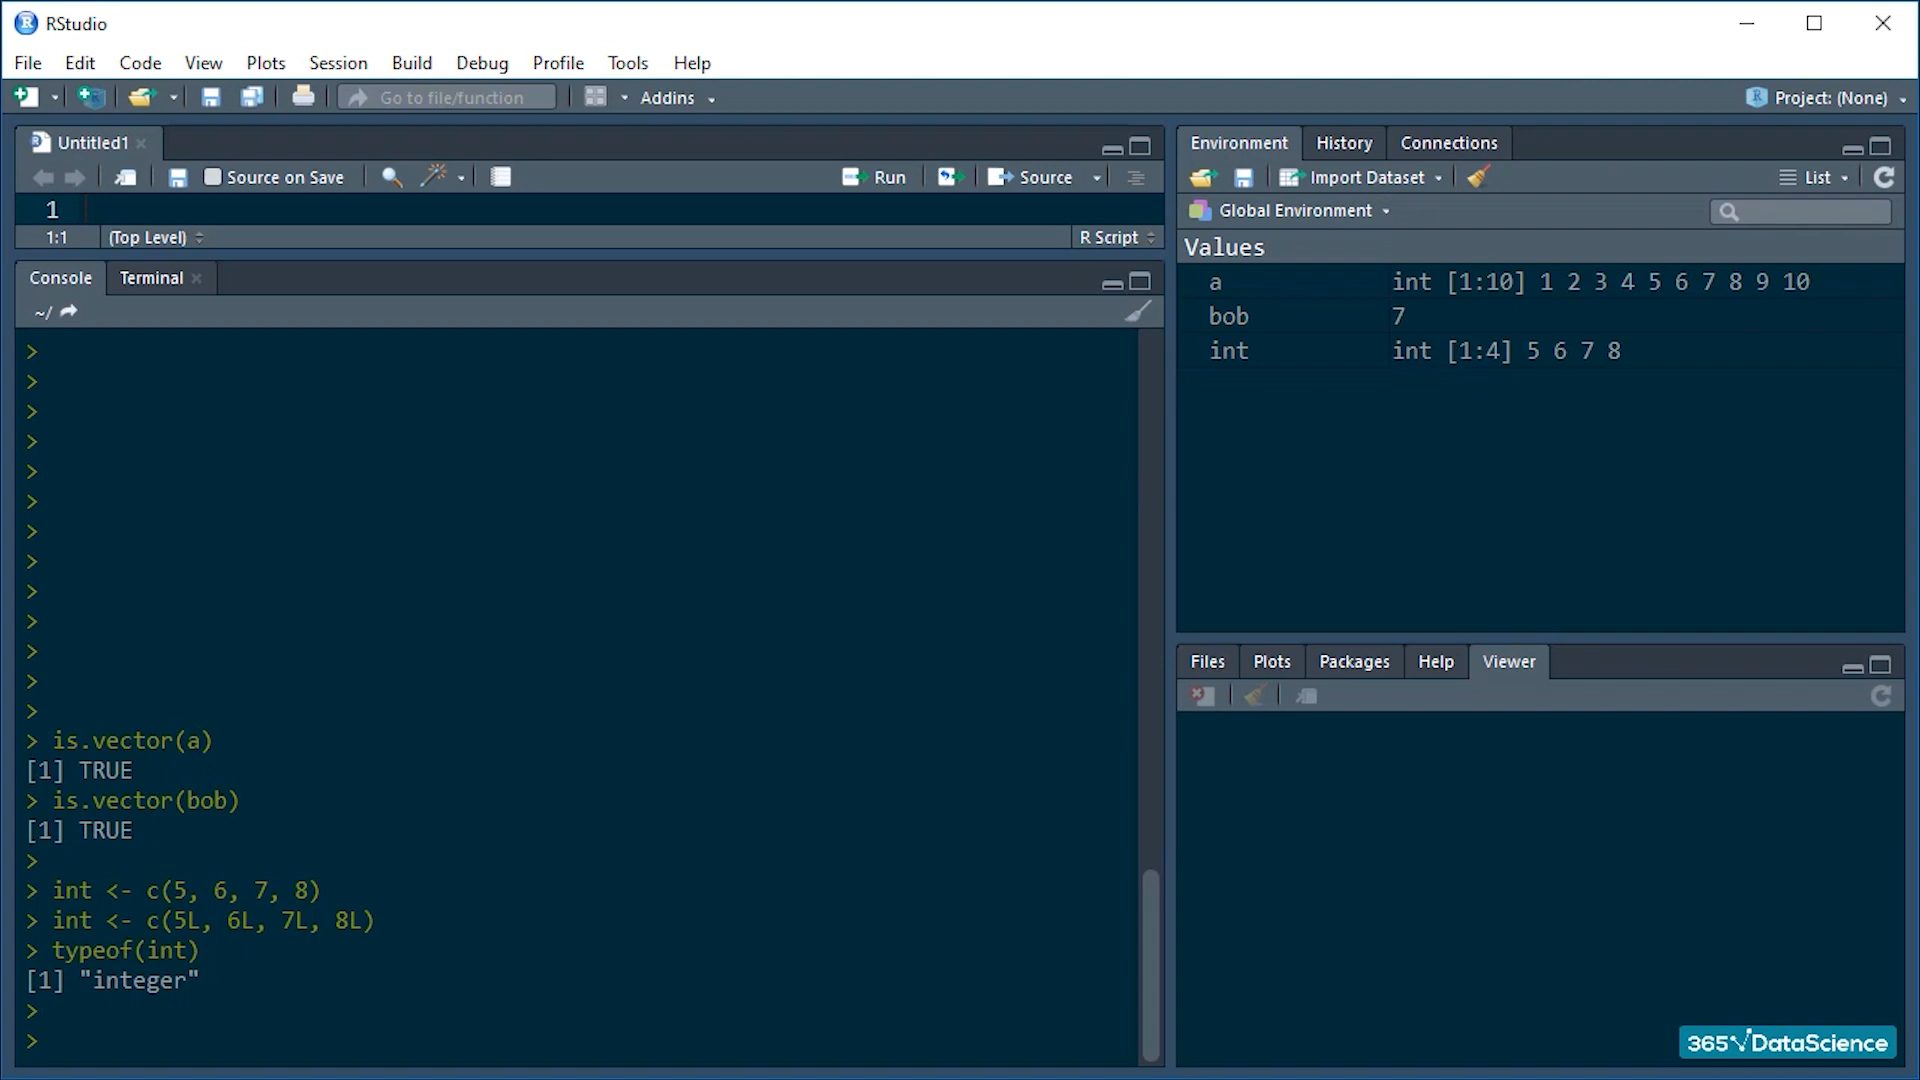 RStudio
File Edit Code View Plots Session Build Debug Profile Tools Help
Go to file/function Addins Project: (None)
Untitled1
Source on Save Run Source
1
1:1 (Top Level) R Script
Console Terminal
~/
>
>
>
>
>
>
>
>
>
>
>
>
>
> is.vector(a)
[1] TRUE
> is.vector(bob)
[1] TRUE
>
> int <- c(5, 6, 7, 8)
> int <- c(5L, 6L, 7L, 8L)
> typeof(int)
[1] "integer"
>
>
Environment History Connections
Import Dataset List
Global Environment
Values
a int [1:10] 1 2 3 4 5 6 7 8 9 10
bob 7
int int [1:4] 5 6 7 8
Files Plots Packages Help Viewer
365√DataScience